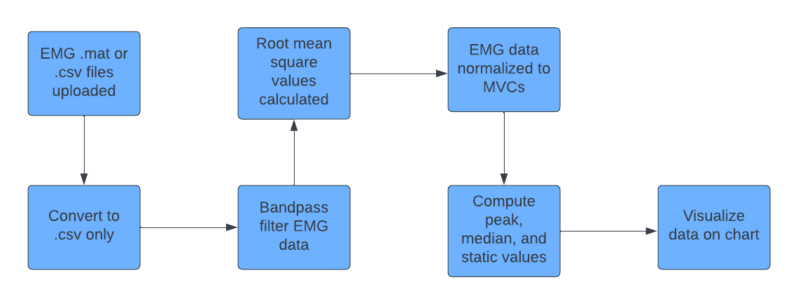 EMG .mat or
.csv files
uploaded
Convert to
.csv only
Bandpass
filter EMG
data
Root mean
square
values
calculated
EMG data
normalized to
MVCs
Compute
peak,
median, and
static values
Visualize
data on chart